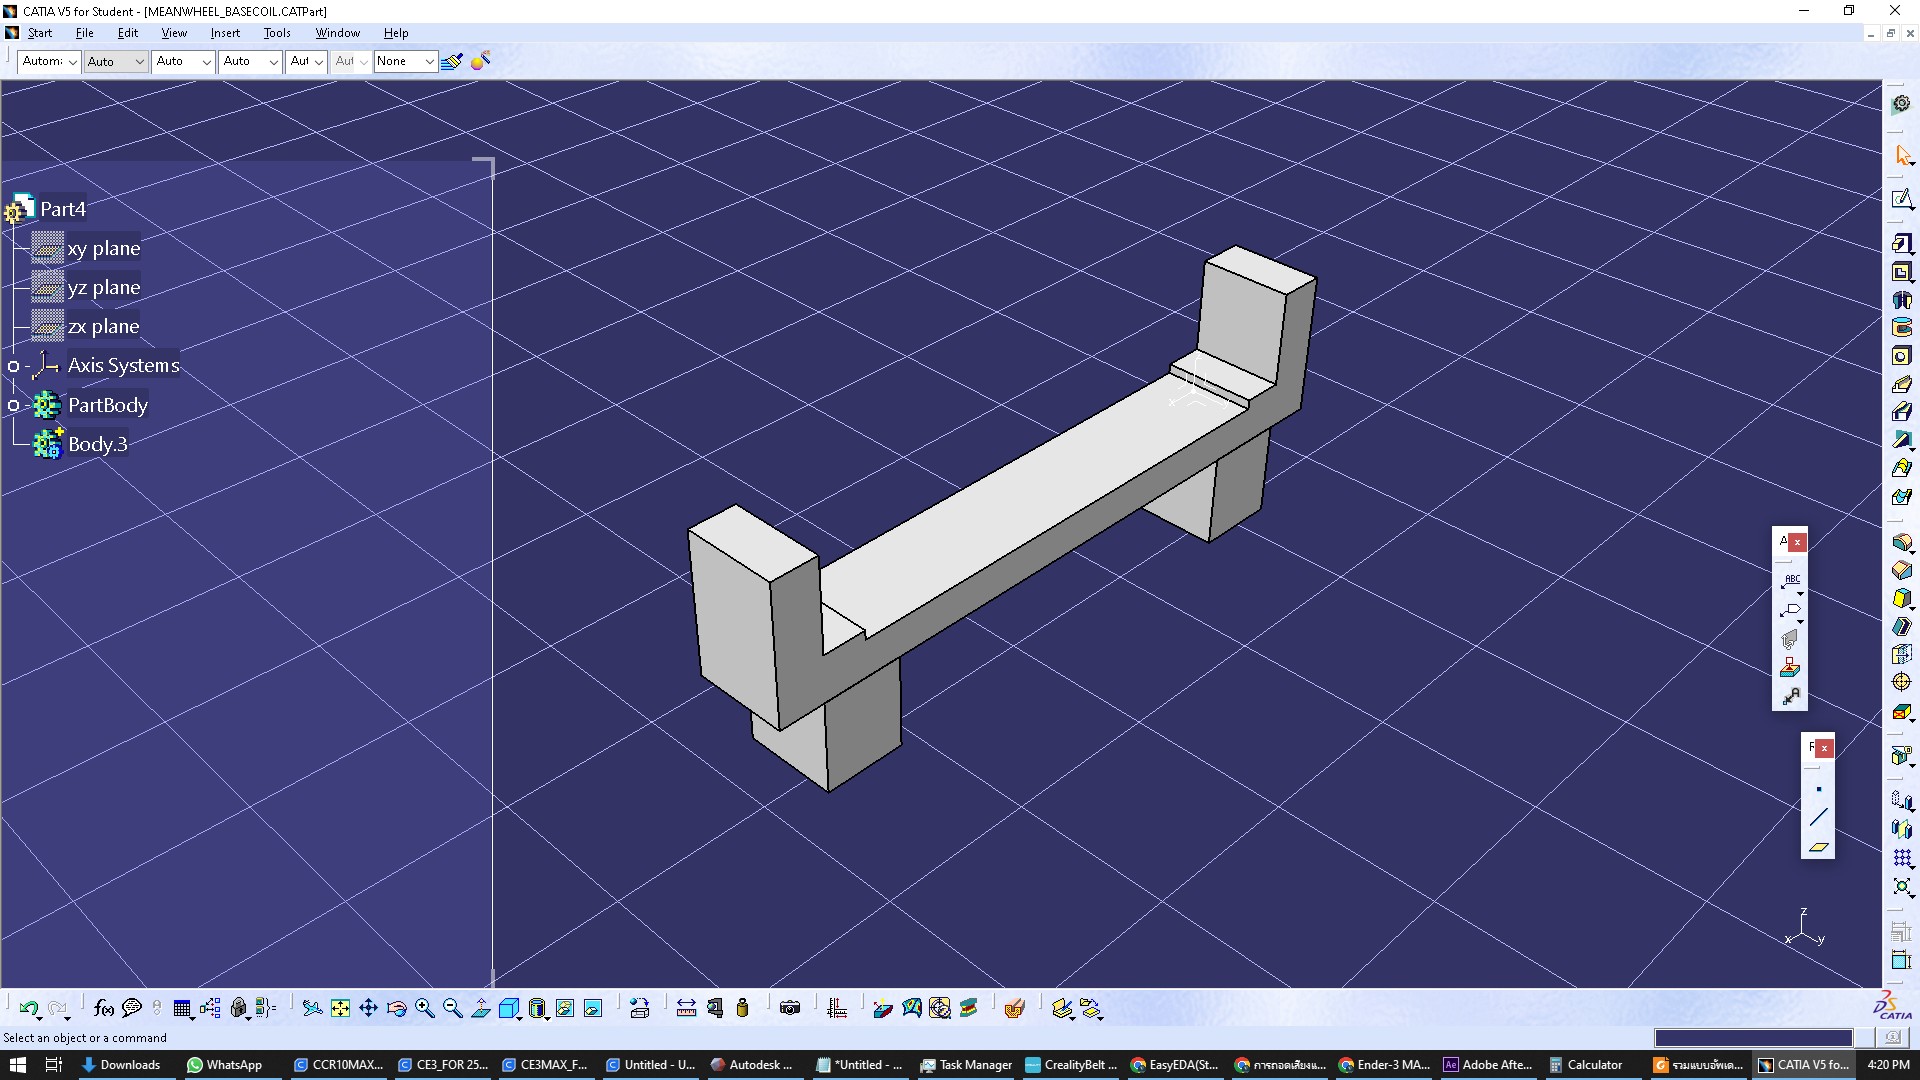 CATIA V5 for Student - [MEANWHEEL_BASECOIL.CATPart]
Start File Edit View Insert Tools Window Help
Auto Auto Auto None
Part4
xy plane
yz plane
zx plane
Axis Systems
PartBody
Body.3
A x
ABC
x
z
x y
f(x)
CATIA
Select an object or a command
Downloads WhatsApp CCR10MAX... CE3_FOR 25... CE3MAX_F... Untitled - U... Autodesk ... *Untitled - ... Task Manager CrealityBelt ... EasyEDA(St... การถอดเสียงแ... Ender-3 MA... Adobe Afte... Calculator รวมแบบอัพเด... CATIA V5 fo... 4:20 PM